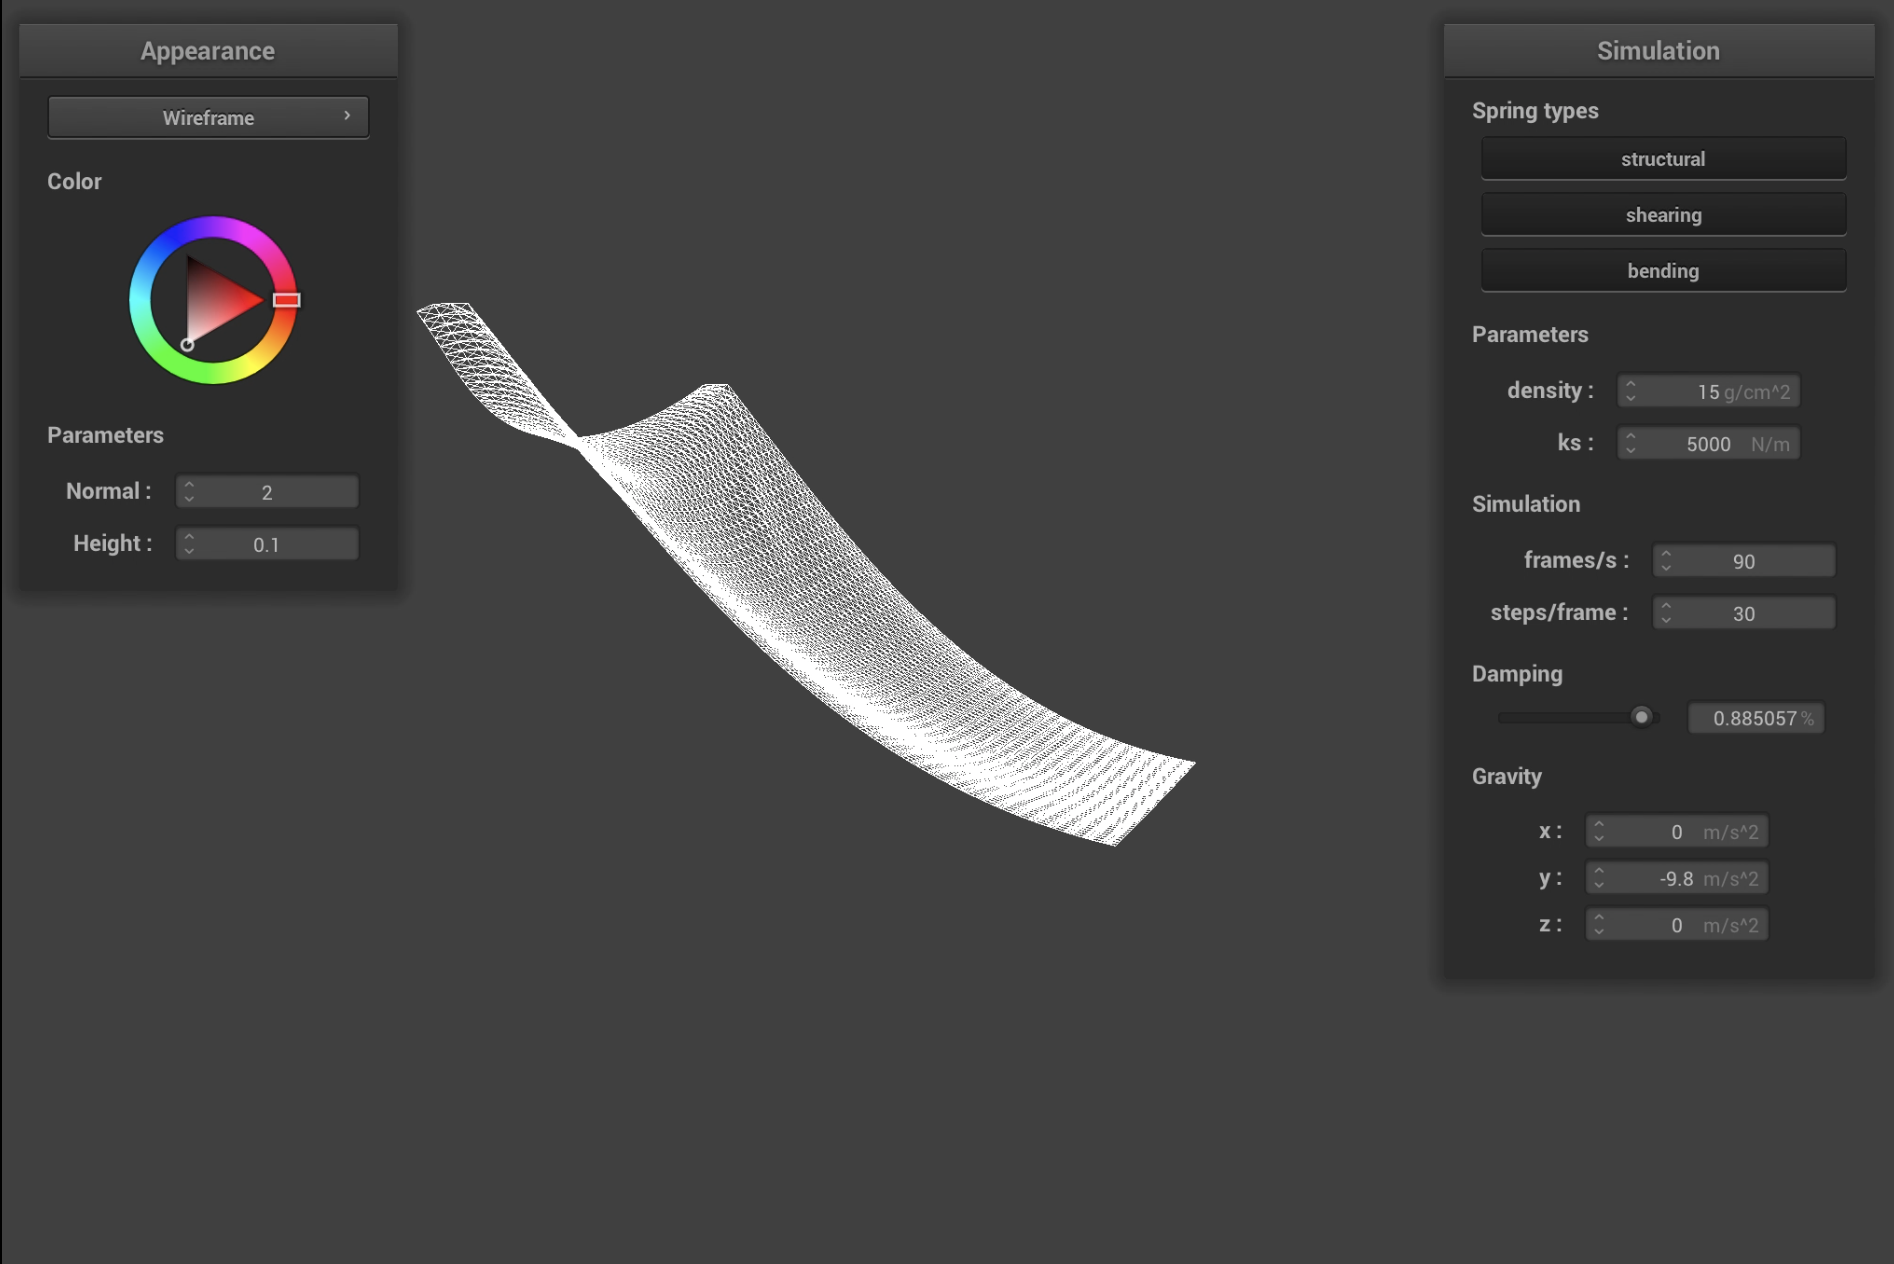 Appearance
Wireframe
Color
Parameters
Normal : 2
Height : 0.1
Simulation
Spring types
structural
shearing
bending
Parameters
density : 15 g/cm^2
ks : 5000 N/m
Simulation
frames/s : 90
steps/frame : 30
Damping
0.885057 %
Gravity
x : 0 m/s^2
y : -9.8 m/s^2
z : 0 m/s^2